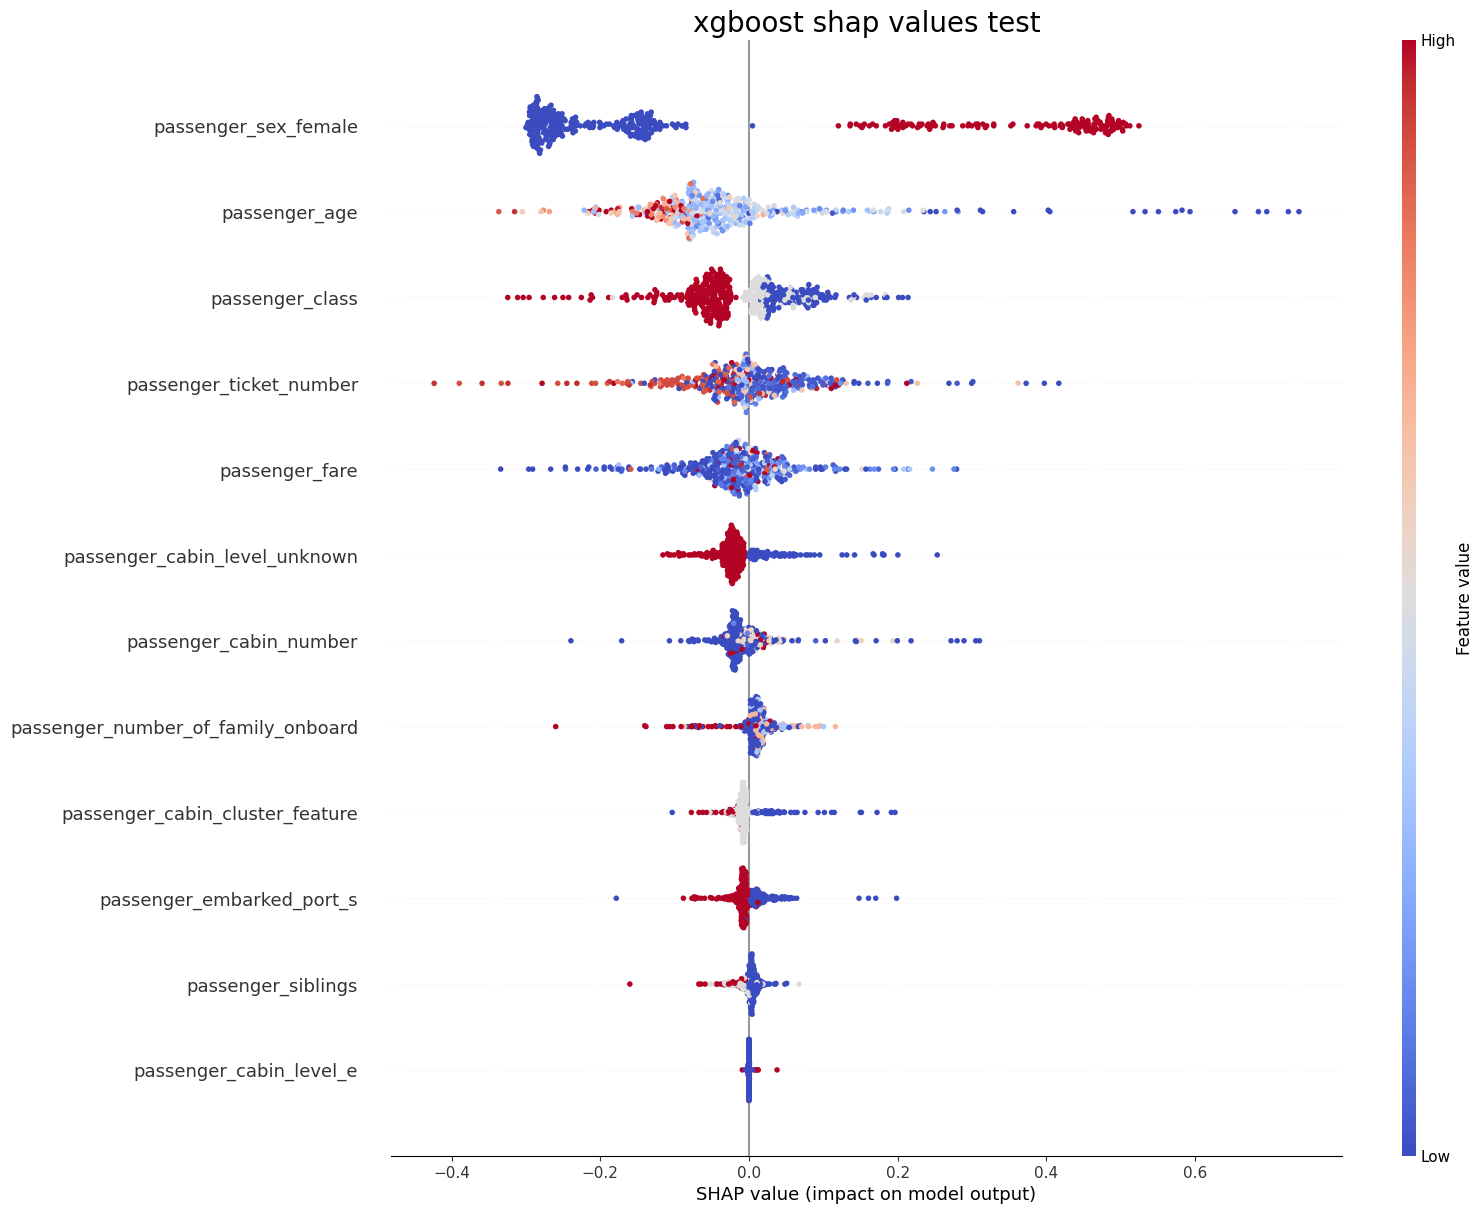 xgboost shap values test
High
passenger_sex_female
passenger_age
passenger_class
passenger_ticket_number
passenger_fare
passenger_cabin_level_unknown
passenger_cabin_number
passenger_number_of_family_onboard
passenger_cabin_cluster_feature
passenger_embarked_port_s
passenger_siblings
passenger_cabin_level_e
Feature value
Low
−0.4 −0.2 0.0 0.2 0.4 0.6
SHAP value (impact on model output)